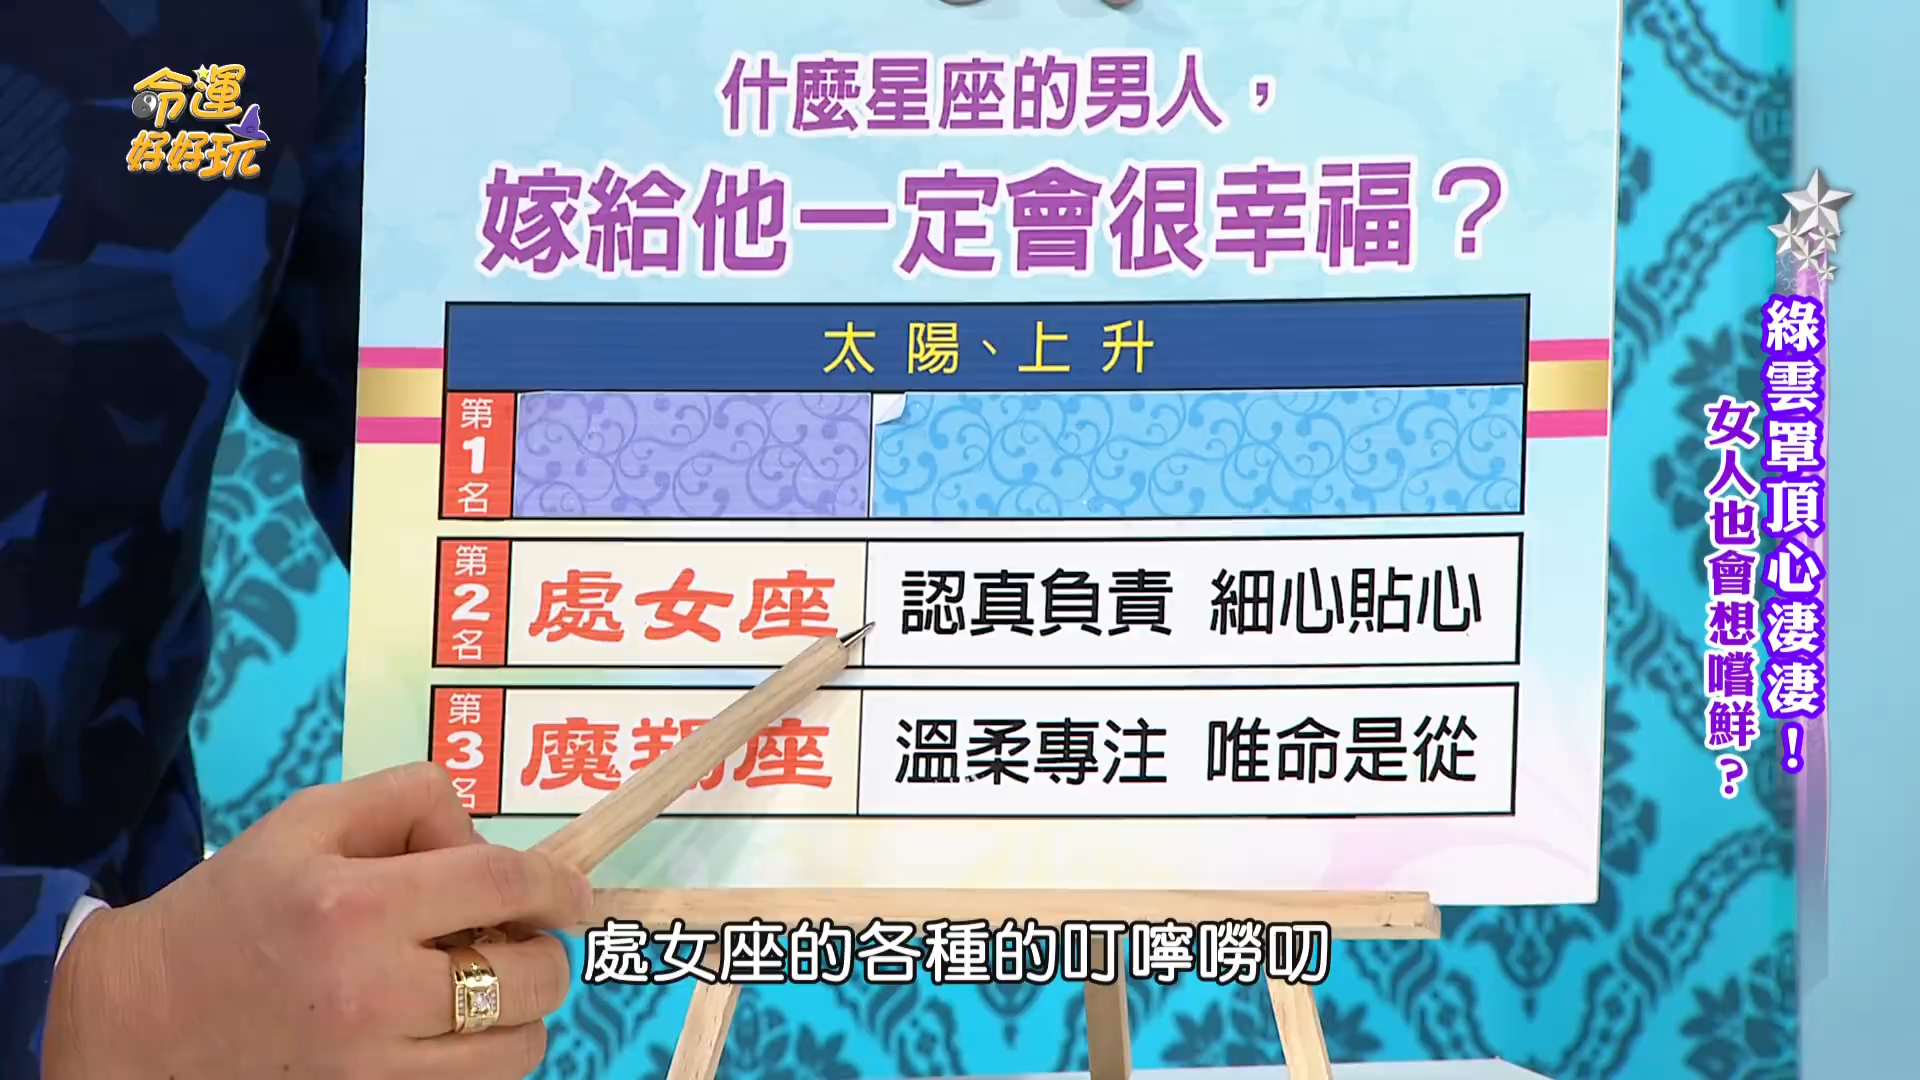 命運
好好玩
什麼星座的男人，
嫁給他一定會很幸福？
太陽、上升
第1名
第2名
處女座
認真負責 細心貼心
第3名
魔羯座
溫柔專注 唯命是從
綠雲罩頂心淒淒！
女人也會想嚐鮮？
處女座的各種的叮嚀嘮叨